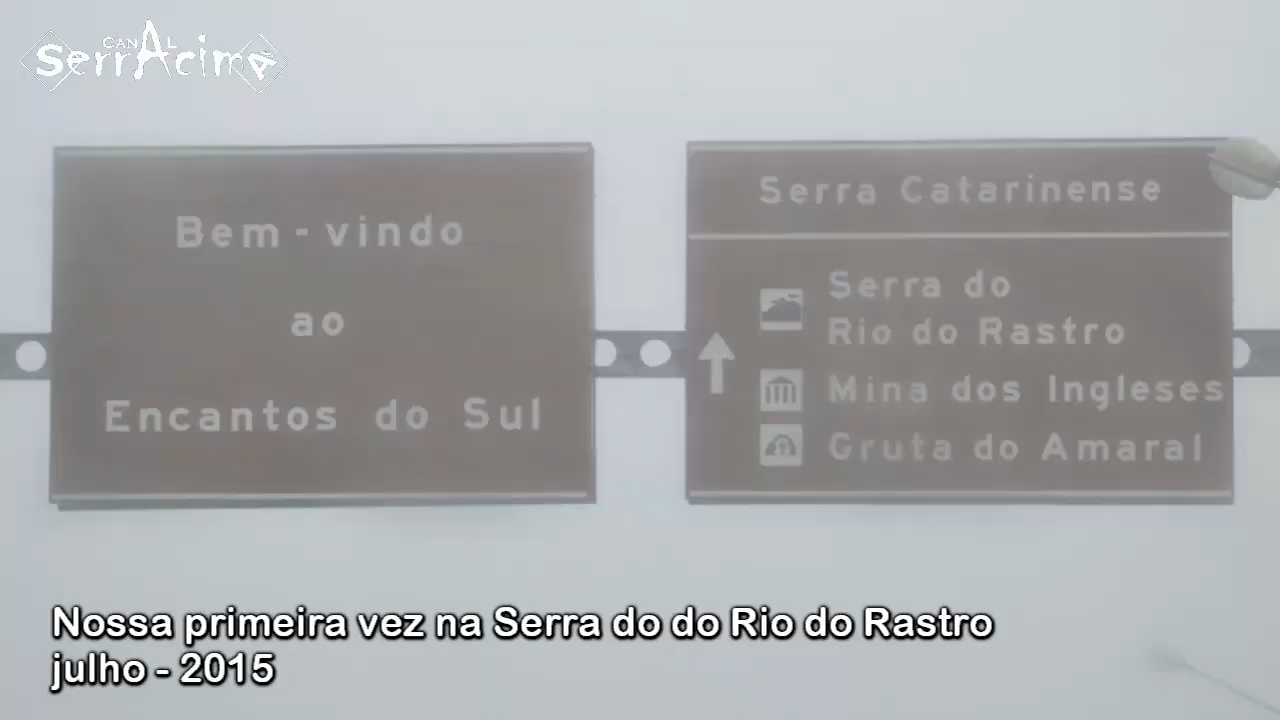 CANAL
SerrAcima
Bem-vindo
ao
Encantos do Sul
Serra Catarinense
Serra do
Rio do Rastro
Mina dos Ingleses
Gruta do Amaral
Nossa primeira vez na Serra do do Rio do Rastro
julho - 2015